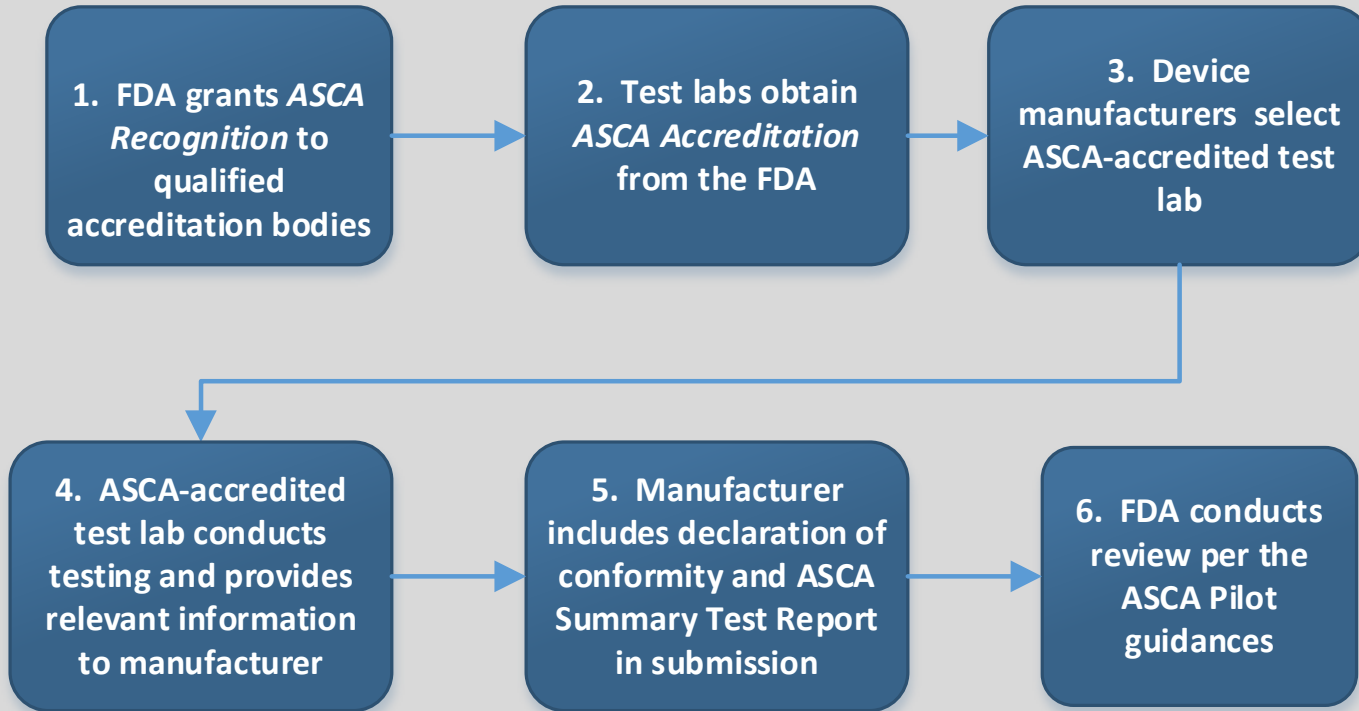 1. FDA grants ASCA
Recognition to
qualified
accreditation bodies
2. Test labs obtain
ASCA Accreditation
from the FDA
3. Device
manufacturers select
ASCA-accredited test
lab
4. ASCA-accredited
test lab conducts
testing and provides
relevant information
to manufacturer
5. Manufacturer
includes declaration of
conformity and ASCA
Summary Test Report
in submission
6. FDA conducts
review per the
ASCA Pilot
guidances